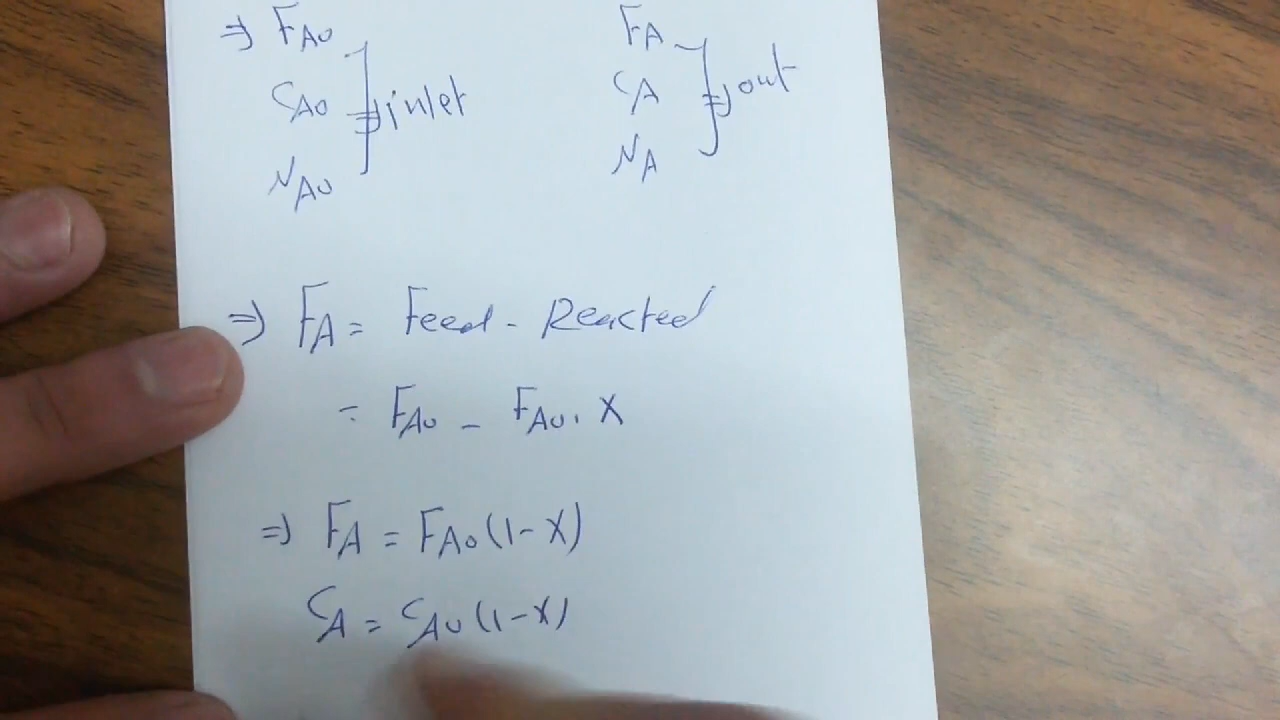 ⇒ FA0 FA
CA0 ⇒ inlet CA ⇒ out
NA0 NA
⇒ FA = Feed - Reacted
= FA0 - FA0. X
⇒ FA = FA0 (1-X)
CA = CA0 (1-X)